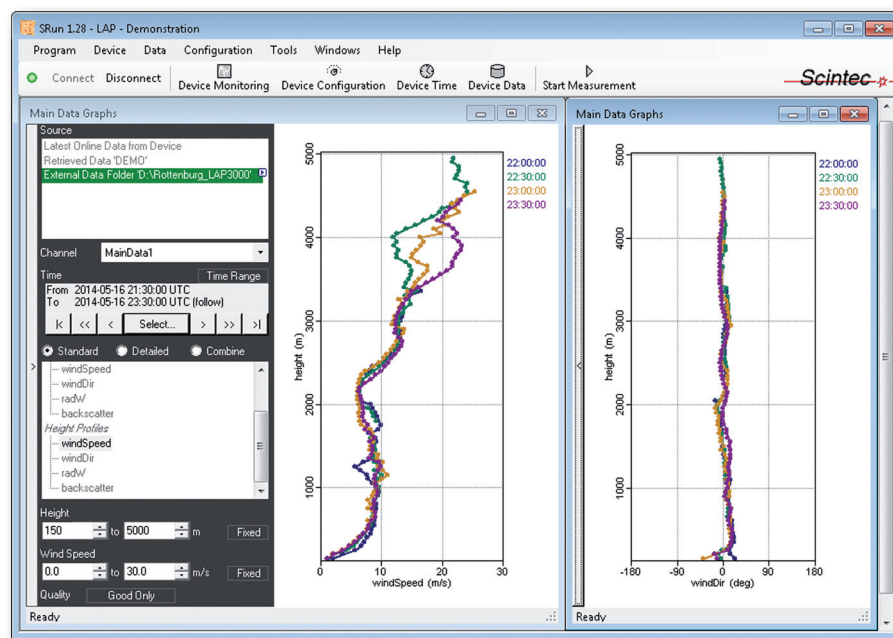 SRun 1.28 - LAP - Demonstration
Program Device Data Configuration Tools Windows Help
Connect Disconnect Device Monitoring Device Configuration Device Time Device Data Start Measurement Scintec
Main Data Graphs
Source
Latest Online Data from Device
Retrieved Data 'DEMO'
External Data Folder 'D:\Rottenburg_LAP3000'
Channel MainData1
Time Time Range
From 2014-05-16 21:30:00 UTC
To 2014-05-16 23:30:00 UTC (follow)
|< << < Select... > >> >|
Standard Detailed Combine
windSpeed
windDir
radW
backscatter
Height Profiles
windSpeed
windDir
radW
backscatter
Height
150 to 5000 m Fixed
Wind Speed
0.0 to 30.0 m/s Fixed
Quality Good Only
Ready
5000
4000
3000
2000
1000
height (m)
0 10 20 30
windSpeed (m/s)
22:00:00
22:30:00
23:00:00
23:30:00
Main Data Graphs
5000
4000
3000
2000
1000
height (m)
-180 -90 0 90 180
windDir (deg)
22:00:00
22:30:00
23:00:00
23:30:00
Ready